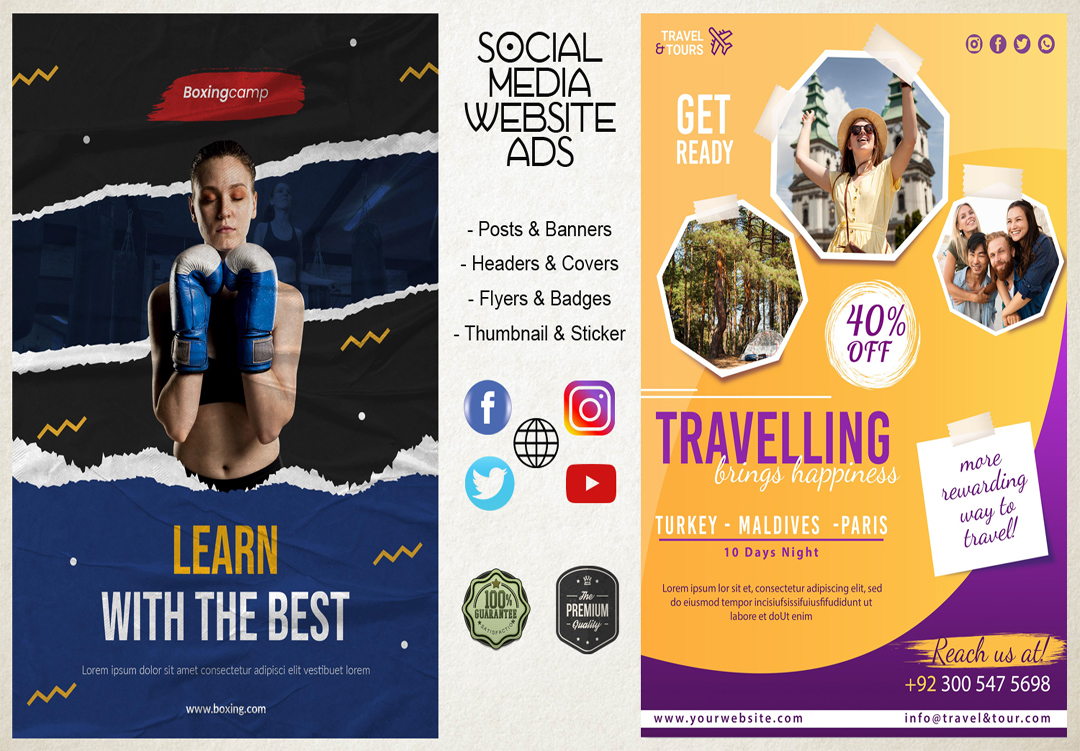 Boxingcamp
LEARN
WITH THE BEST
Lorem ipsum dolor sit amet consectetur adipisci elit vestibuet lorem
www.boxing.com
SOCIAL
MEDIA
WEBSITE
ADS
- Posts & Banners
- Headers & Covers
- Flyers & Badges
- Thumbnail & Sticker
100%
GUARANTEE
SATISFACTION
The
PREMIUM
Quality
TRAVEL
& TOURS
GET
READY
40%
OFF
TRAVELLING
brings happiness
TURKEY - MALDIVES -PARIS
10 Days Night
Lorem ipsum lor sit et, consectetur adipiscing elit, sed
do eiusmod tempor incisiufsissifuiusfifudidunt ut
labore et doUt enim
more
rewarding
way to
travel!
Reach us at!
+92 300 547 5698
www.yourwebsite.com
info@travel&tour.com